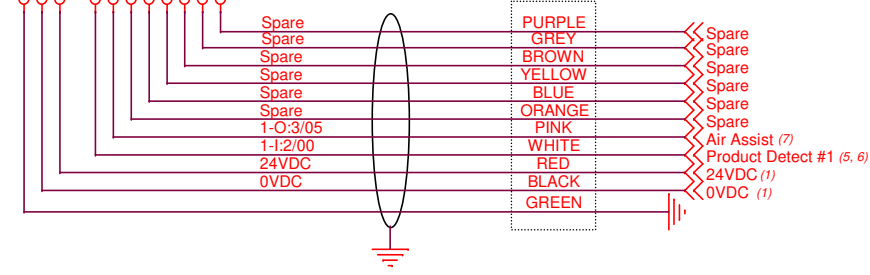 Spare PURPLE Spare
Spare GREY Spare
Spare BROWN Spare
Spare YELLOW Spare
Spare BLUE Spare
Spare ORANGE Spare
1-O:3/05 PINK Air Assist (7)
1-I:2/00 WHITE Product Detect #1 (5, 6)
24VDC RED 24VDC (1)
0VDC BLACK 0VDC (1)
GREEN